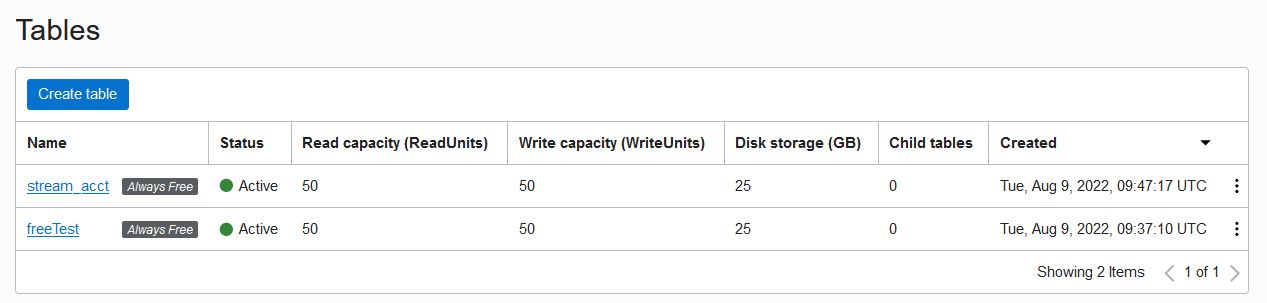 Tables
Create table
Name Status Read capacity (ReadUnits) Write capacity (WriteUnits) Disk storage (GB) Child tables Created
stream_acct Always Free Active 50 50 25 0 Tue, Aug 9, 2022, 09:47:17 UTC
freeTest Always Free Active 50 50 25 0 Tue, Aug 9, 2022, 09:37:10 UTC
Showing 2 Items 1 of 1